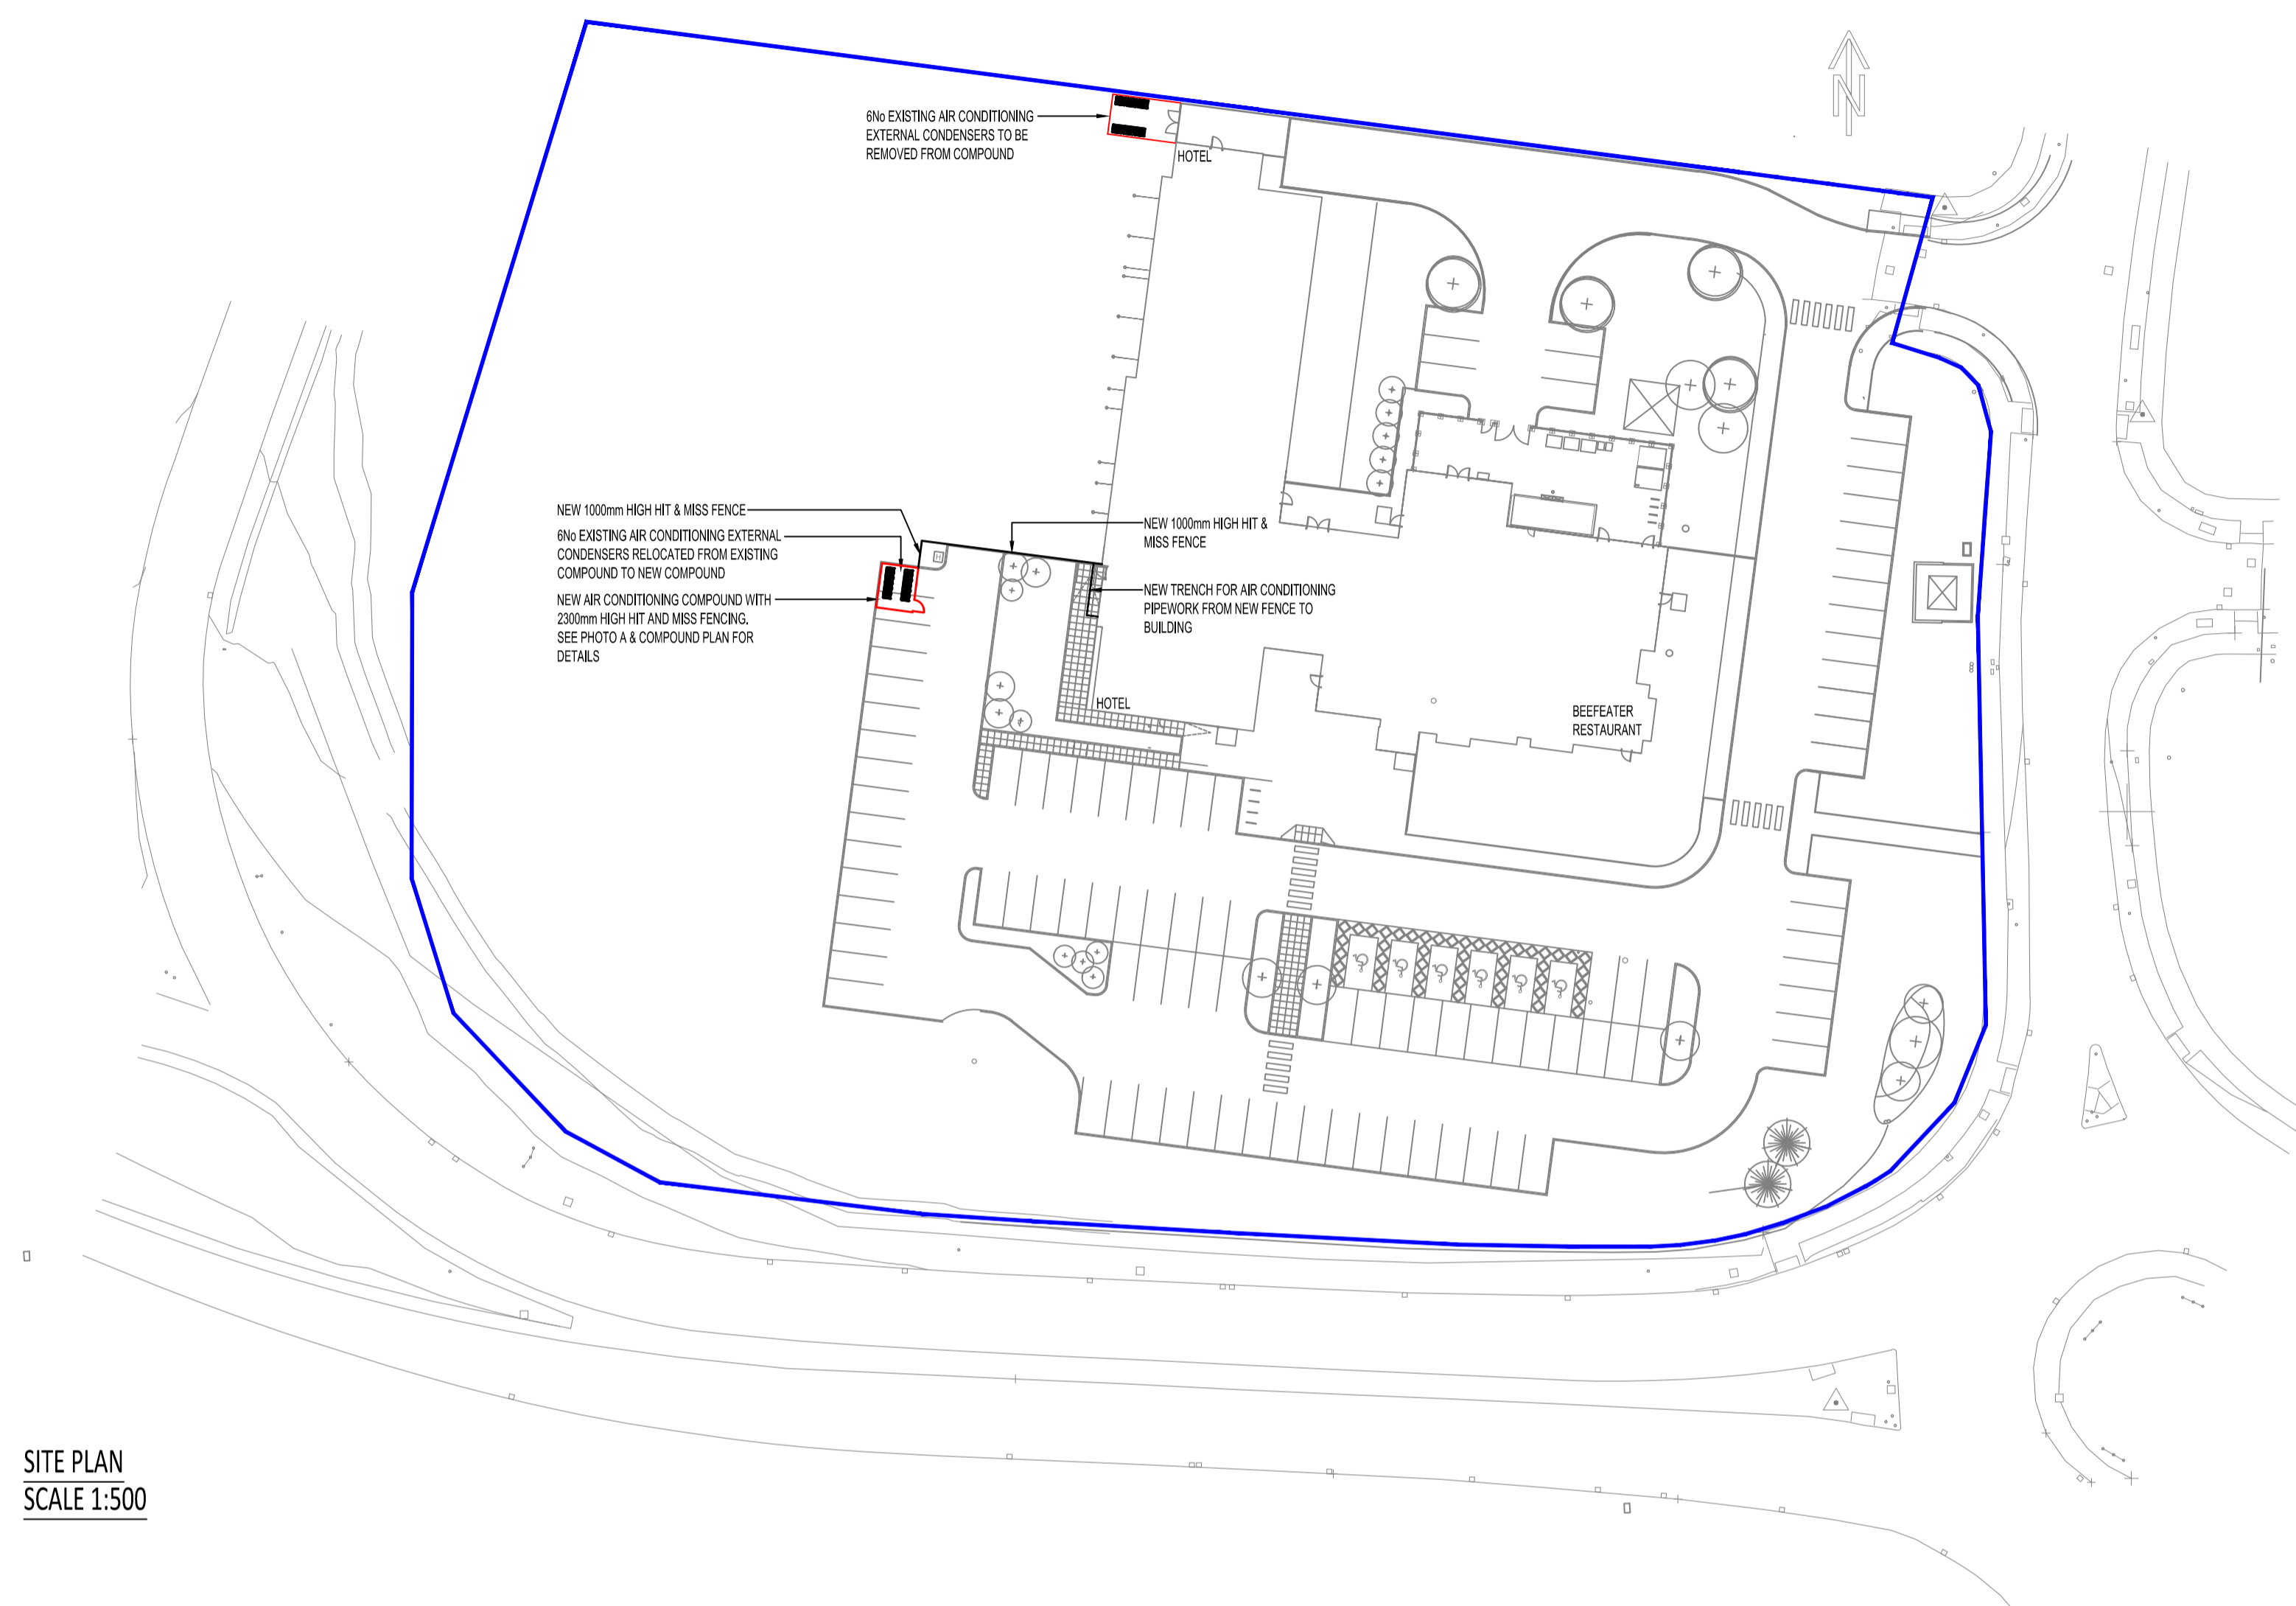 N
6No EXISTING AIR CONDITIONING
EXTERNAL CONDENSERS TO BE
REMOVED FROM COMPOUND
HOTEL
NEW 1000mm HIGH HIT & MISS FENCE
6No EXISTING AIR CONDITIONING EXTERNAL
CONDENSERS RELOCATED FROM EXISTING
COMPOUND TO NEW COMPOUND
NEW AIR CONDITIONING COMPOUND WITH
2300mm HIGH HIT AND MISS FENCING.
SEE PHOTO A & COMPOUND PLAN FOR
DETAILS
NEW 1000mm HIGH HIT &
MISS FENCE
NEW TRENCH FOR AIR CONDITIONING
PIPEWORK FROM NEW FENCE TO
BUILDING
HOTEL
BEEFEATER
RESTAURANT
SITE PLAN
SCALE 1:500